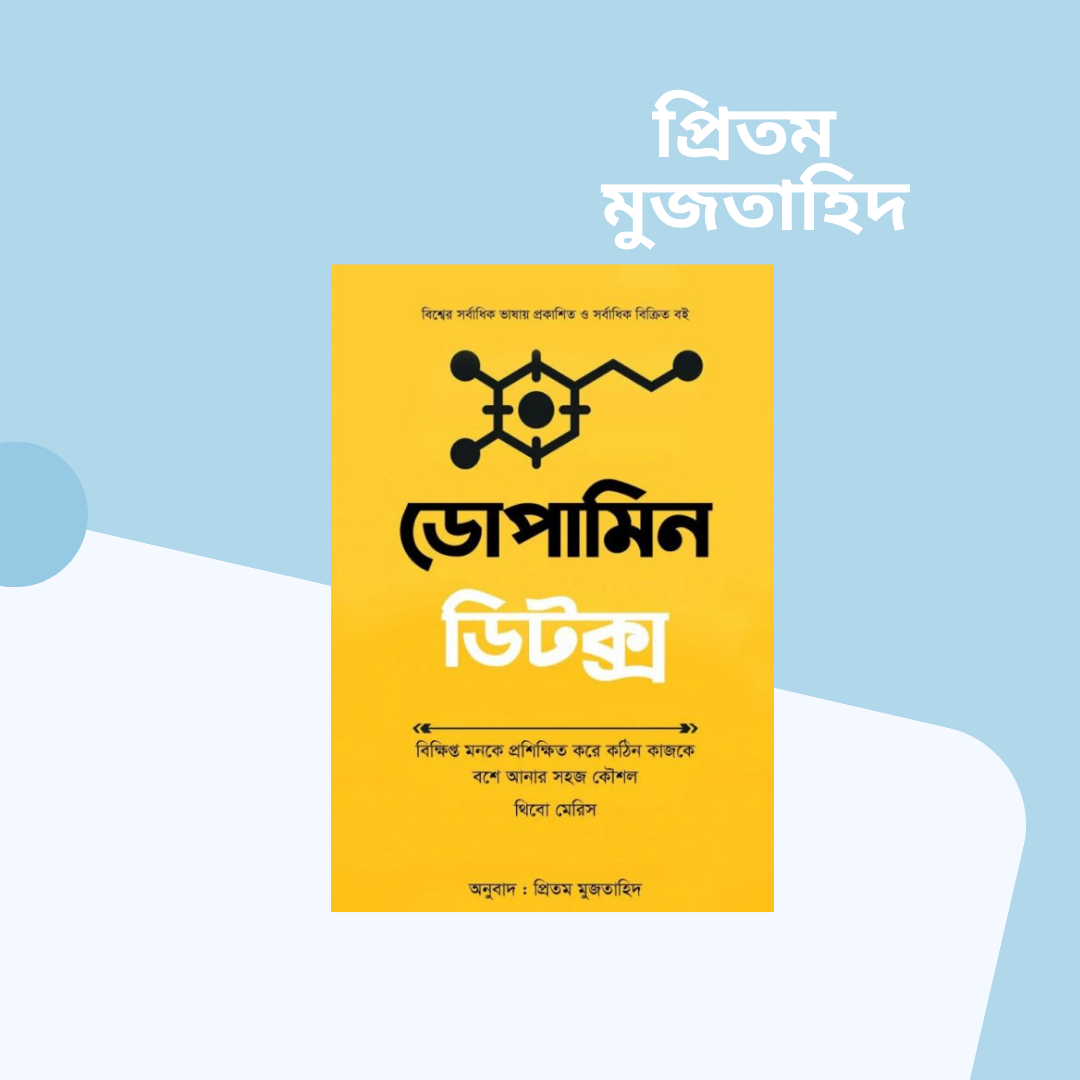 প্রিতম
মুজতাহিদ
বিশ্বের সর্বাধিক ভাষায় প্রকাশিত ও সর্বাধিক বিক্রিত বই
ডোপামিন
ডিটক্স
বিক্ষিপ্ত মনকে প্রশিক্ষিত করে কঠিন কাজকে
বশে আনার সহজ কৌশল
থিবো মেরিস
অনুবাদ : প্রিতম মুজতাহিদ